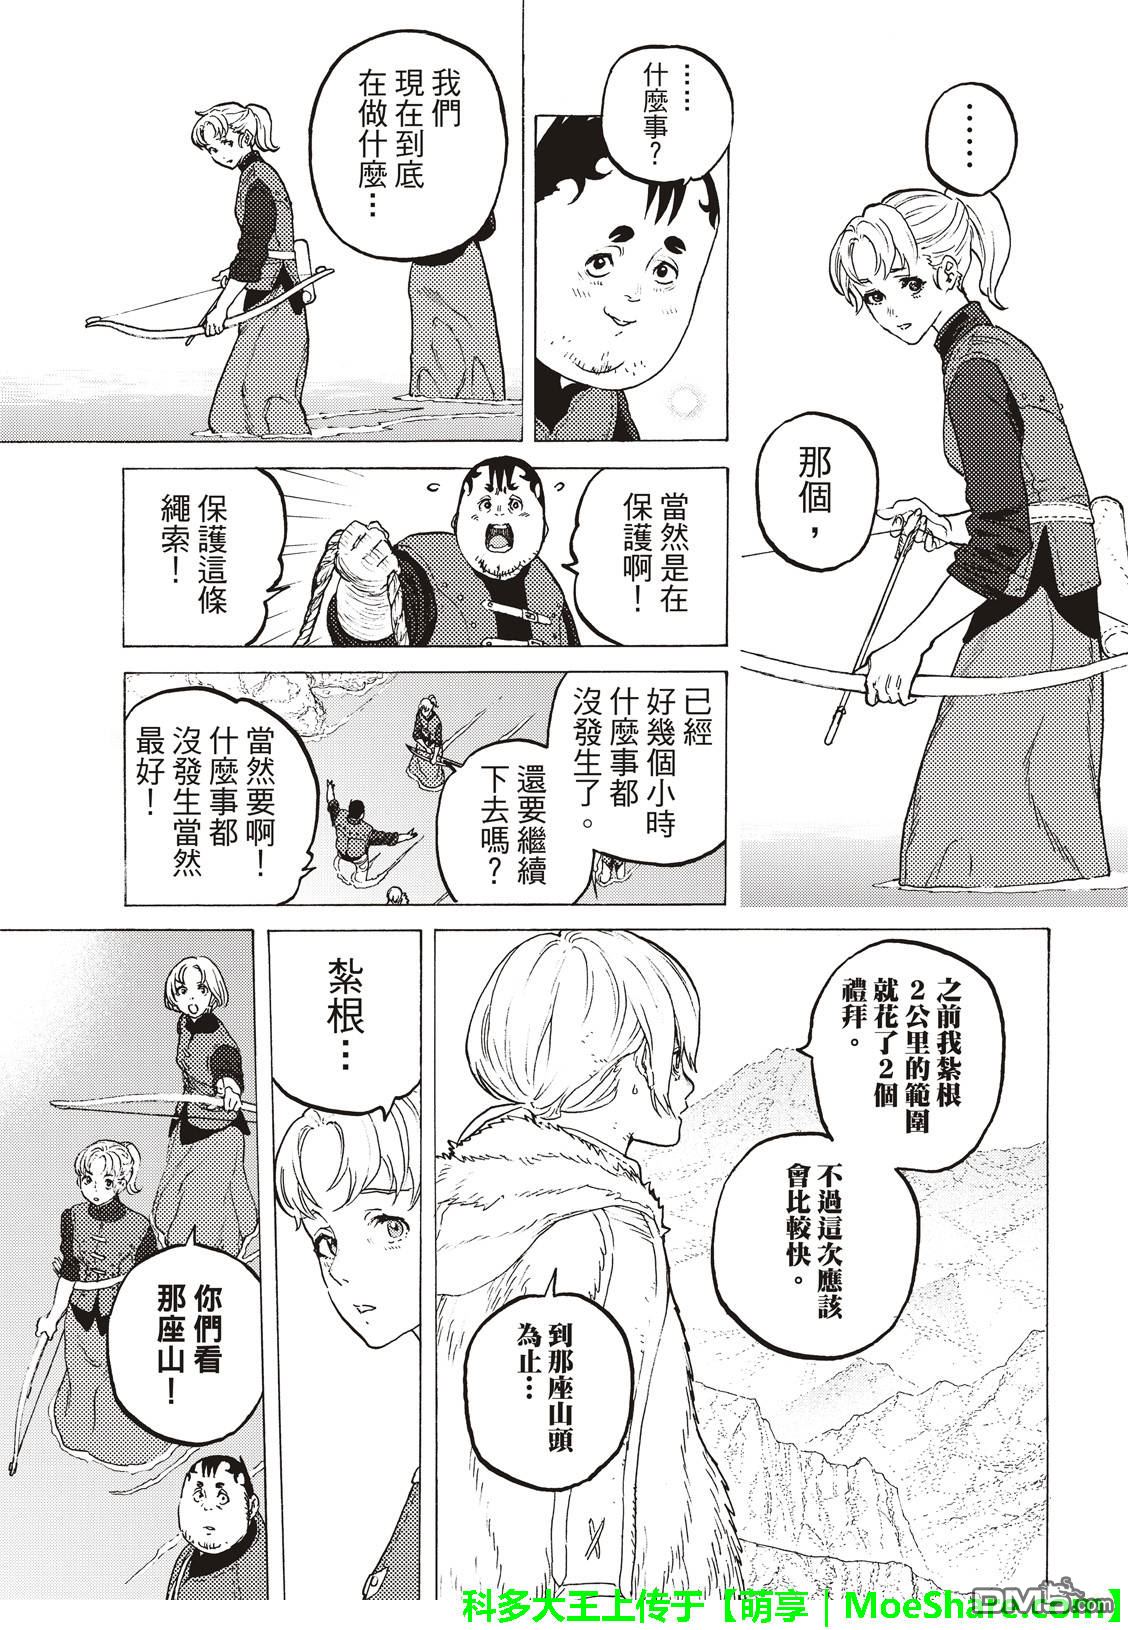 ……
那個，
……
什麼事？
我們
現在到底
在做什麼…
當然是在
保護啊！
保護這條
繩索！
已經
好幾個小時
什麼事都
沒發生了。
還要繼續
下去嗎？
當然要啊！
什麼事都
沒發生當然
最好！
之前我紮根
2公里的範圍
就花了2個
禮拜。
不過這次應該
會比較快。
到那座山頭
為止…
紮根…
你們看
那座山！
科多大王上传于【萌享｜MoeShare.com】